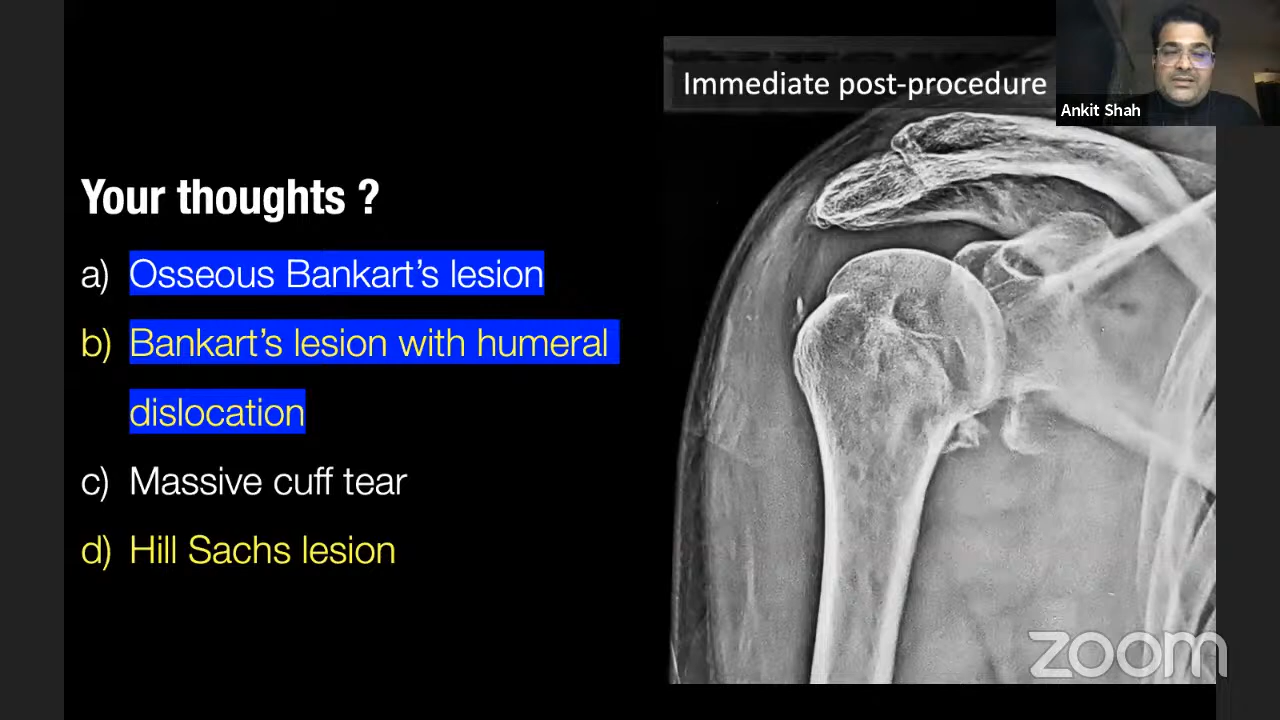 Immediate post-procedure
Ankit Shah
Your thoughts ?
a) Osseous Bankart’s lesion
b) Bankart’s lesion with humeral
dislocation
c) Massive cuff tear
d) Hill Sachs lesion
zoom